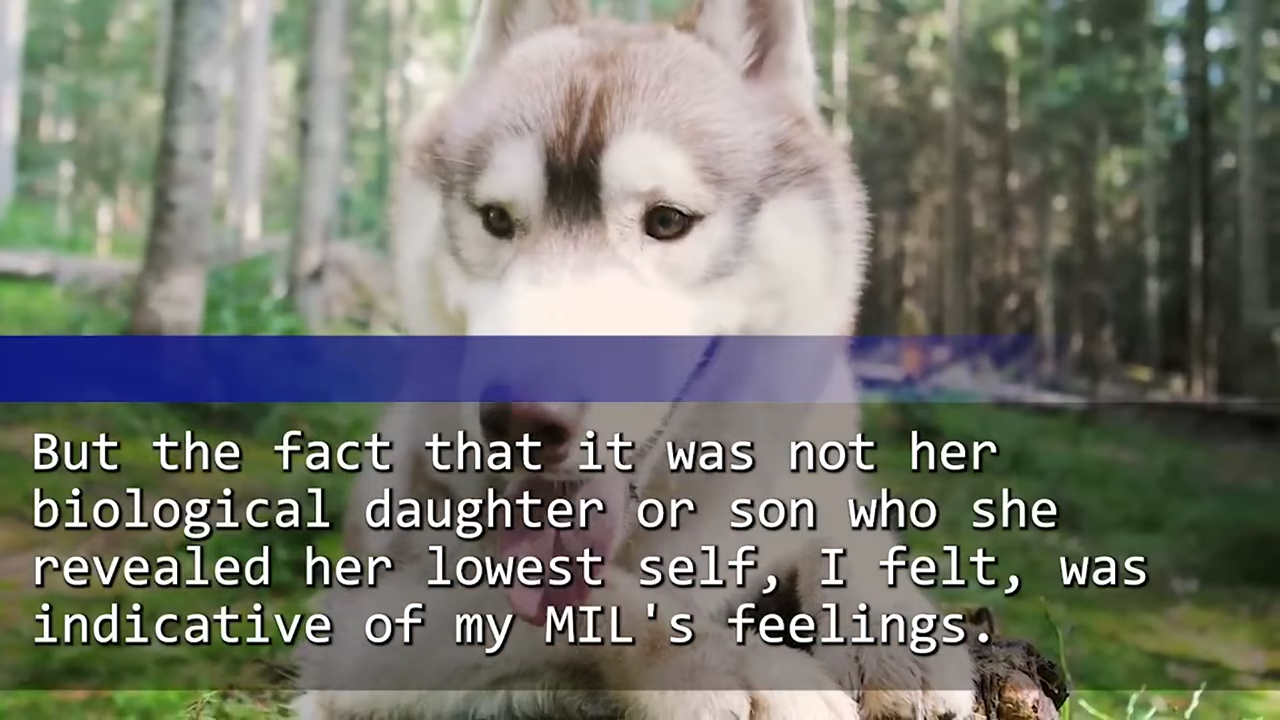 But the fact that it was not her
biological daughter or son who she
revealed her lowest self, I felt, was
indicative of my MIL's feelings.